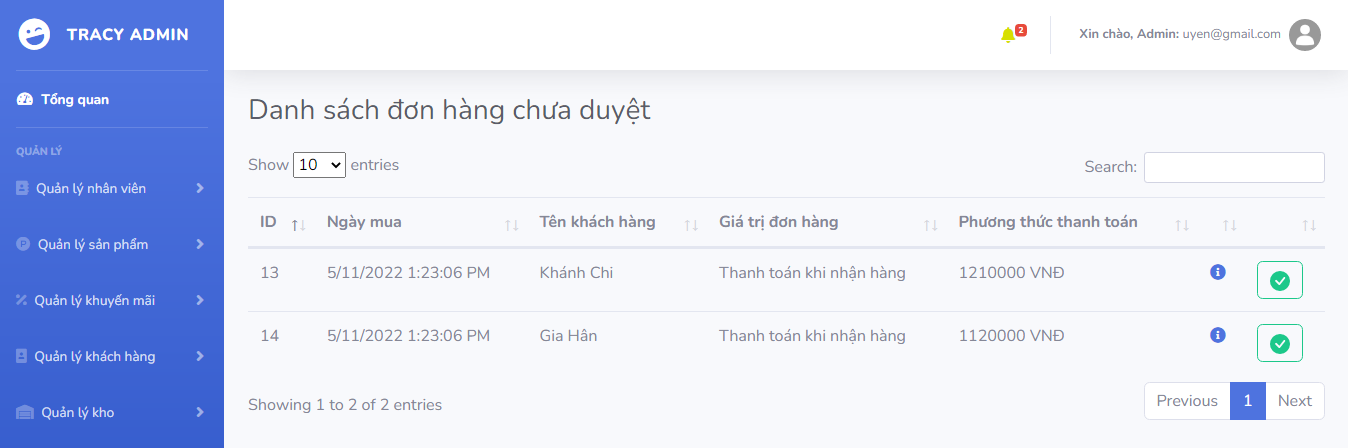 TRACY ADMIN
2
Xin chào, Admin: uyen@gmail.com
Tổng quan
QUẢN LÝ
Quản lý nhân viên
Quản lý sản phẩm
Quản lý khuyến mãi
Quản lý khách hàng
Quản lý kho
Danh sách đơn hàng chưa duyệt
Show 10 entries
Search:
ID Ngày mua Tên khách hàng Giá trị đơn hàng Phương thức thanh toán
13 5/11/2022 1:23:06 PM Khánh Chi Thanh toán khi nhận hàng 1210000 VNĐ
14 5/11/2022 1:23:06 PM Gia Hân Thanh toán khi nhận hàng 1120000 VNĐ
Showing 1 to 2 of 2 entries
Previous 1 Next